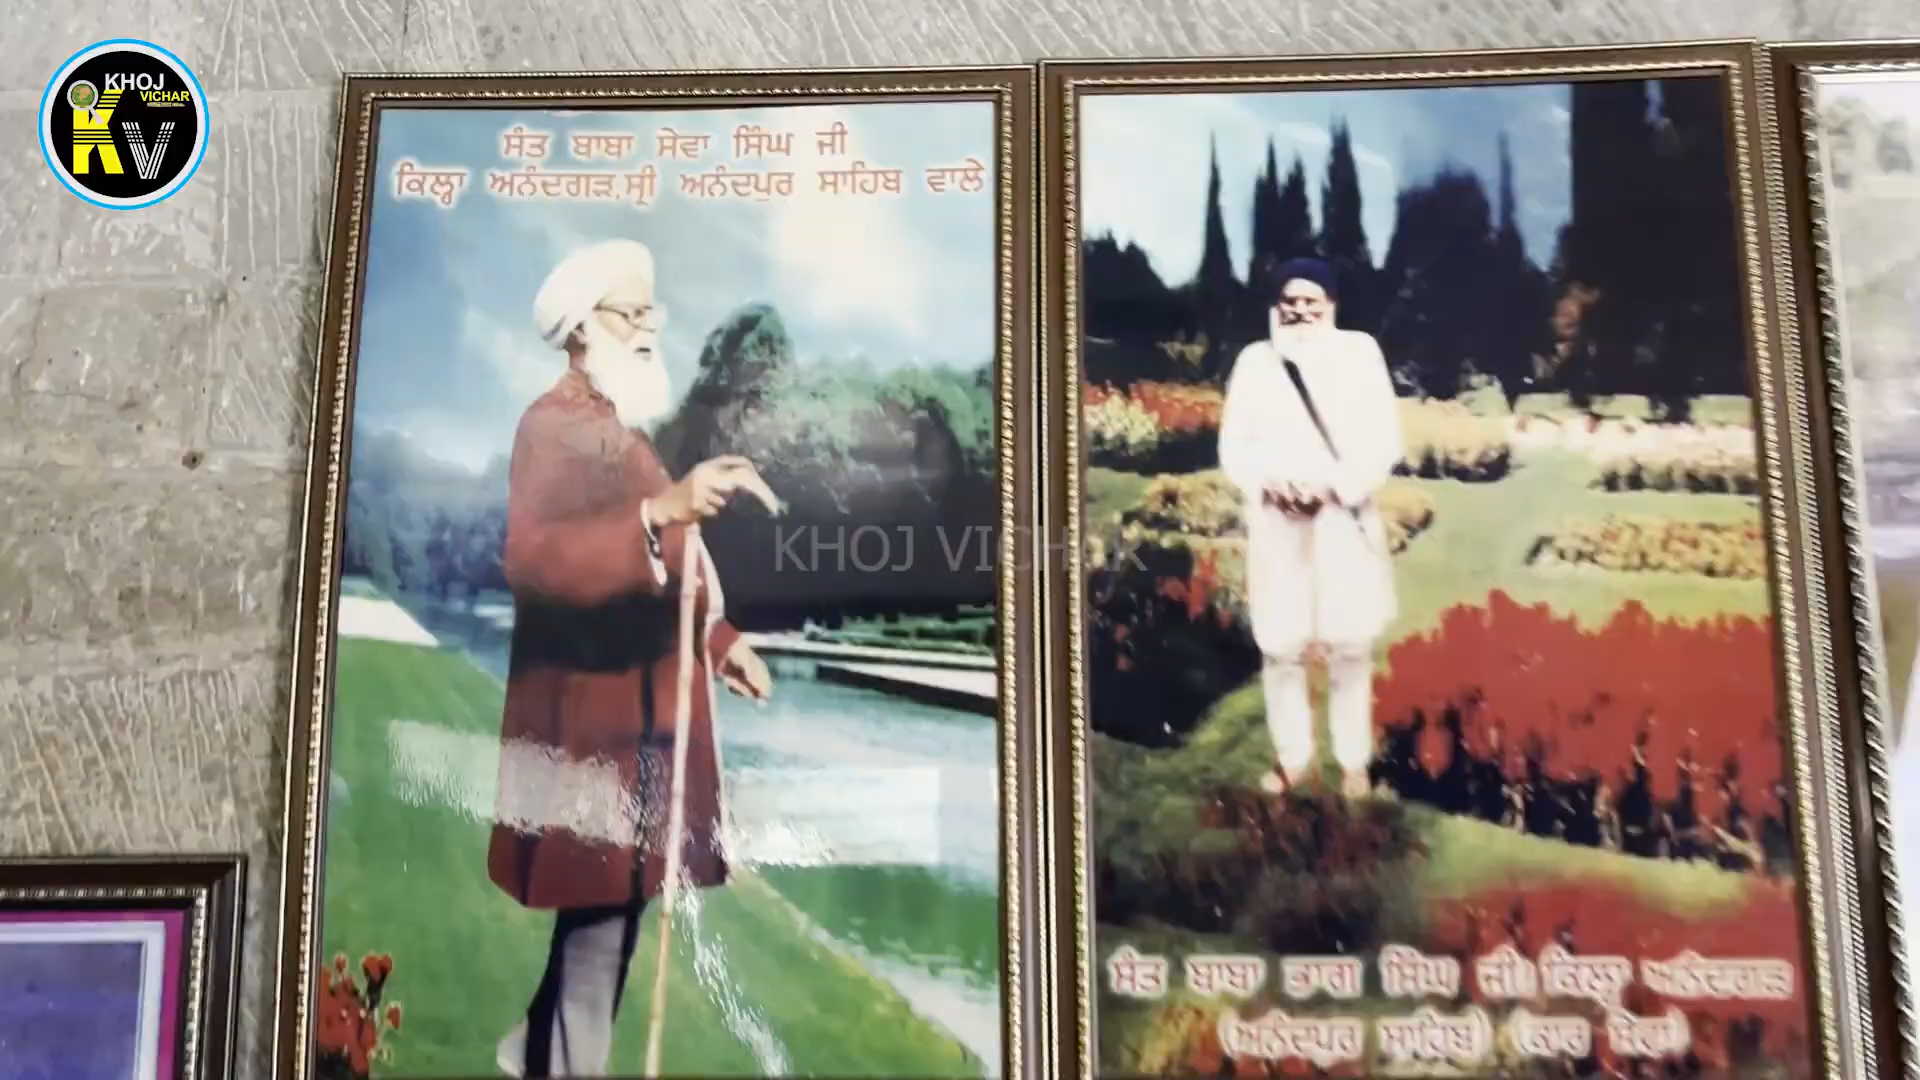 KHOJ
VICHAR
KV
ਸੰਤ ਬਾਬਾ ਸੇਵਾ ਸਿੰਘ ਜੀ
ਕਿਲ੍ਹਾ ਅਨੰਦਗੜ,ਸ੍ਰੀ ਅਨੰਦਪੁਰ ਸਾਹਿਬ ਵਾਲੇ
KHOJ VICHAR
ਸੰਤ ਬਾਬਾ ਭਾਗ ਸਿੰਘ ਜੀ ਕਿਲ੍ਹਾ ਅਨੰਦਗੜ
(ਅਨੰਦਪੁਰ ਸਾਹਿਬ) (ਕਾਰ ਸੇਵਾ)